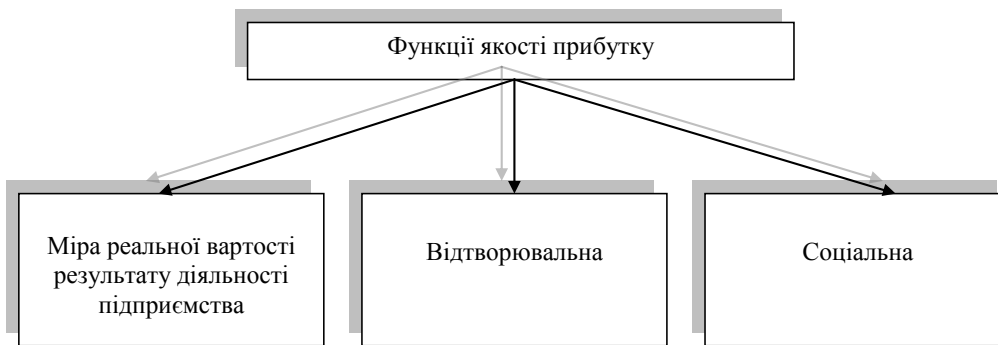 Функції якості прибутку
Міра реальної вартості
результату діяльності
підприємства
Відтворювальна
Соціальна